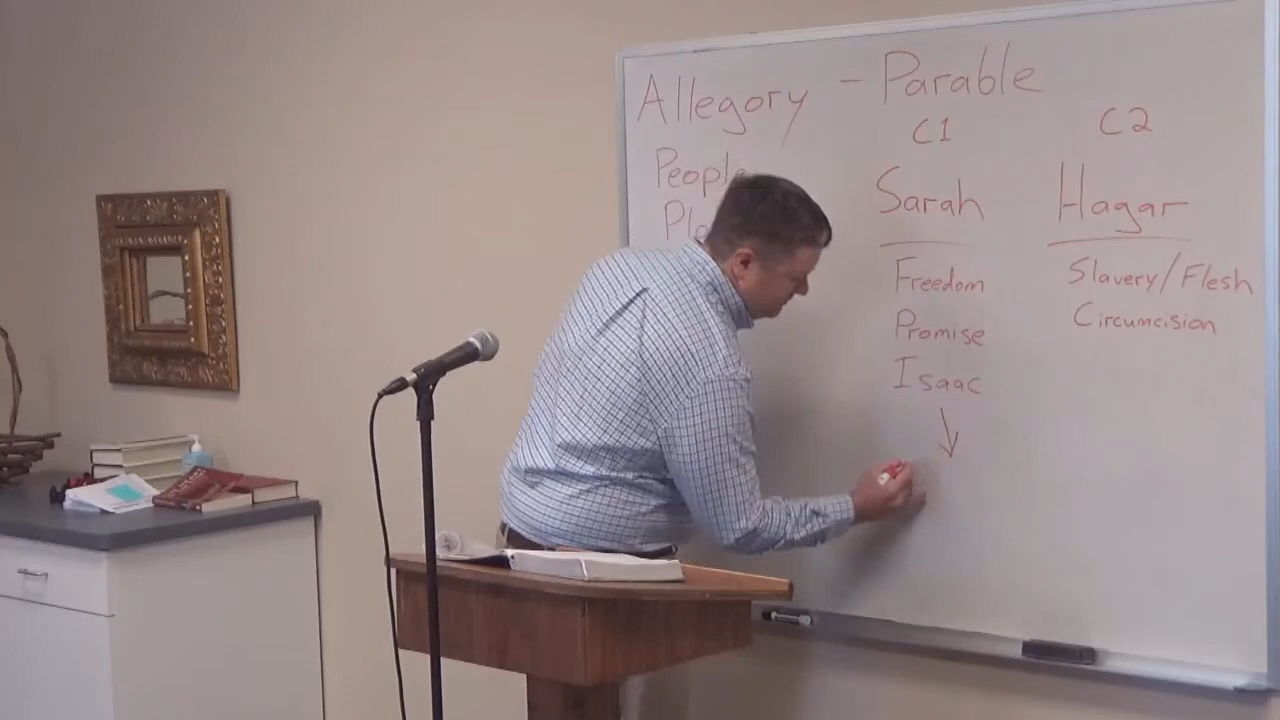 Allegory - Parable
C1 C2
People
Sarah Hagar
Freedom Slavery/Flesh
Promise Circumcision
Isaac